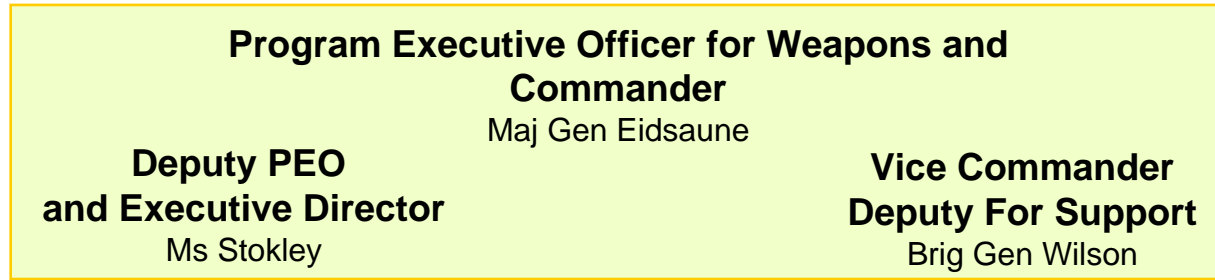 Program Executive Officer for Weapons and
Commander
Maj Gen Eidsaune
Deputy PEO
and Executive Director
Ms Stokley
Vice Commander
Deputy For Support
Brig Gen Wilson